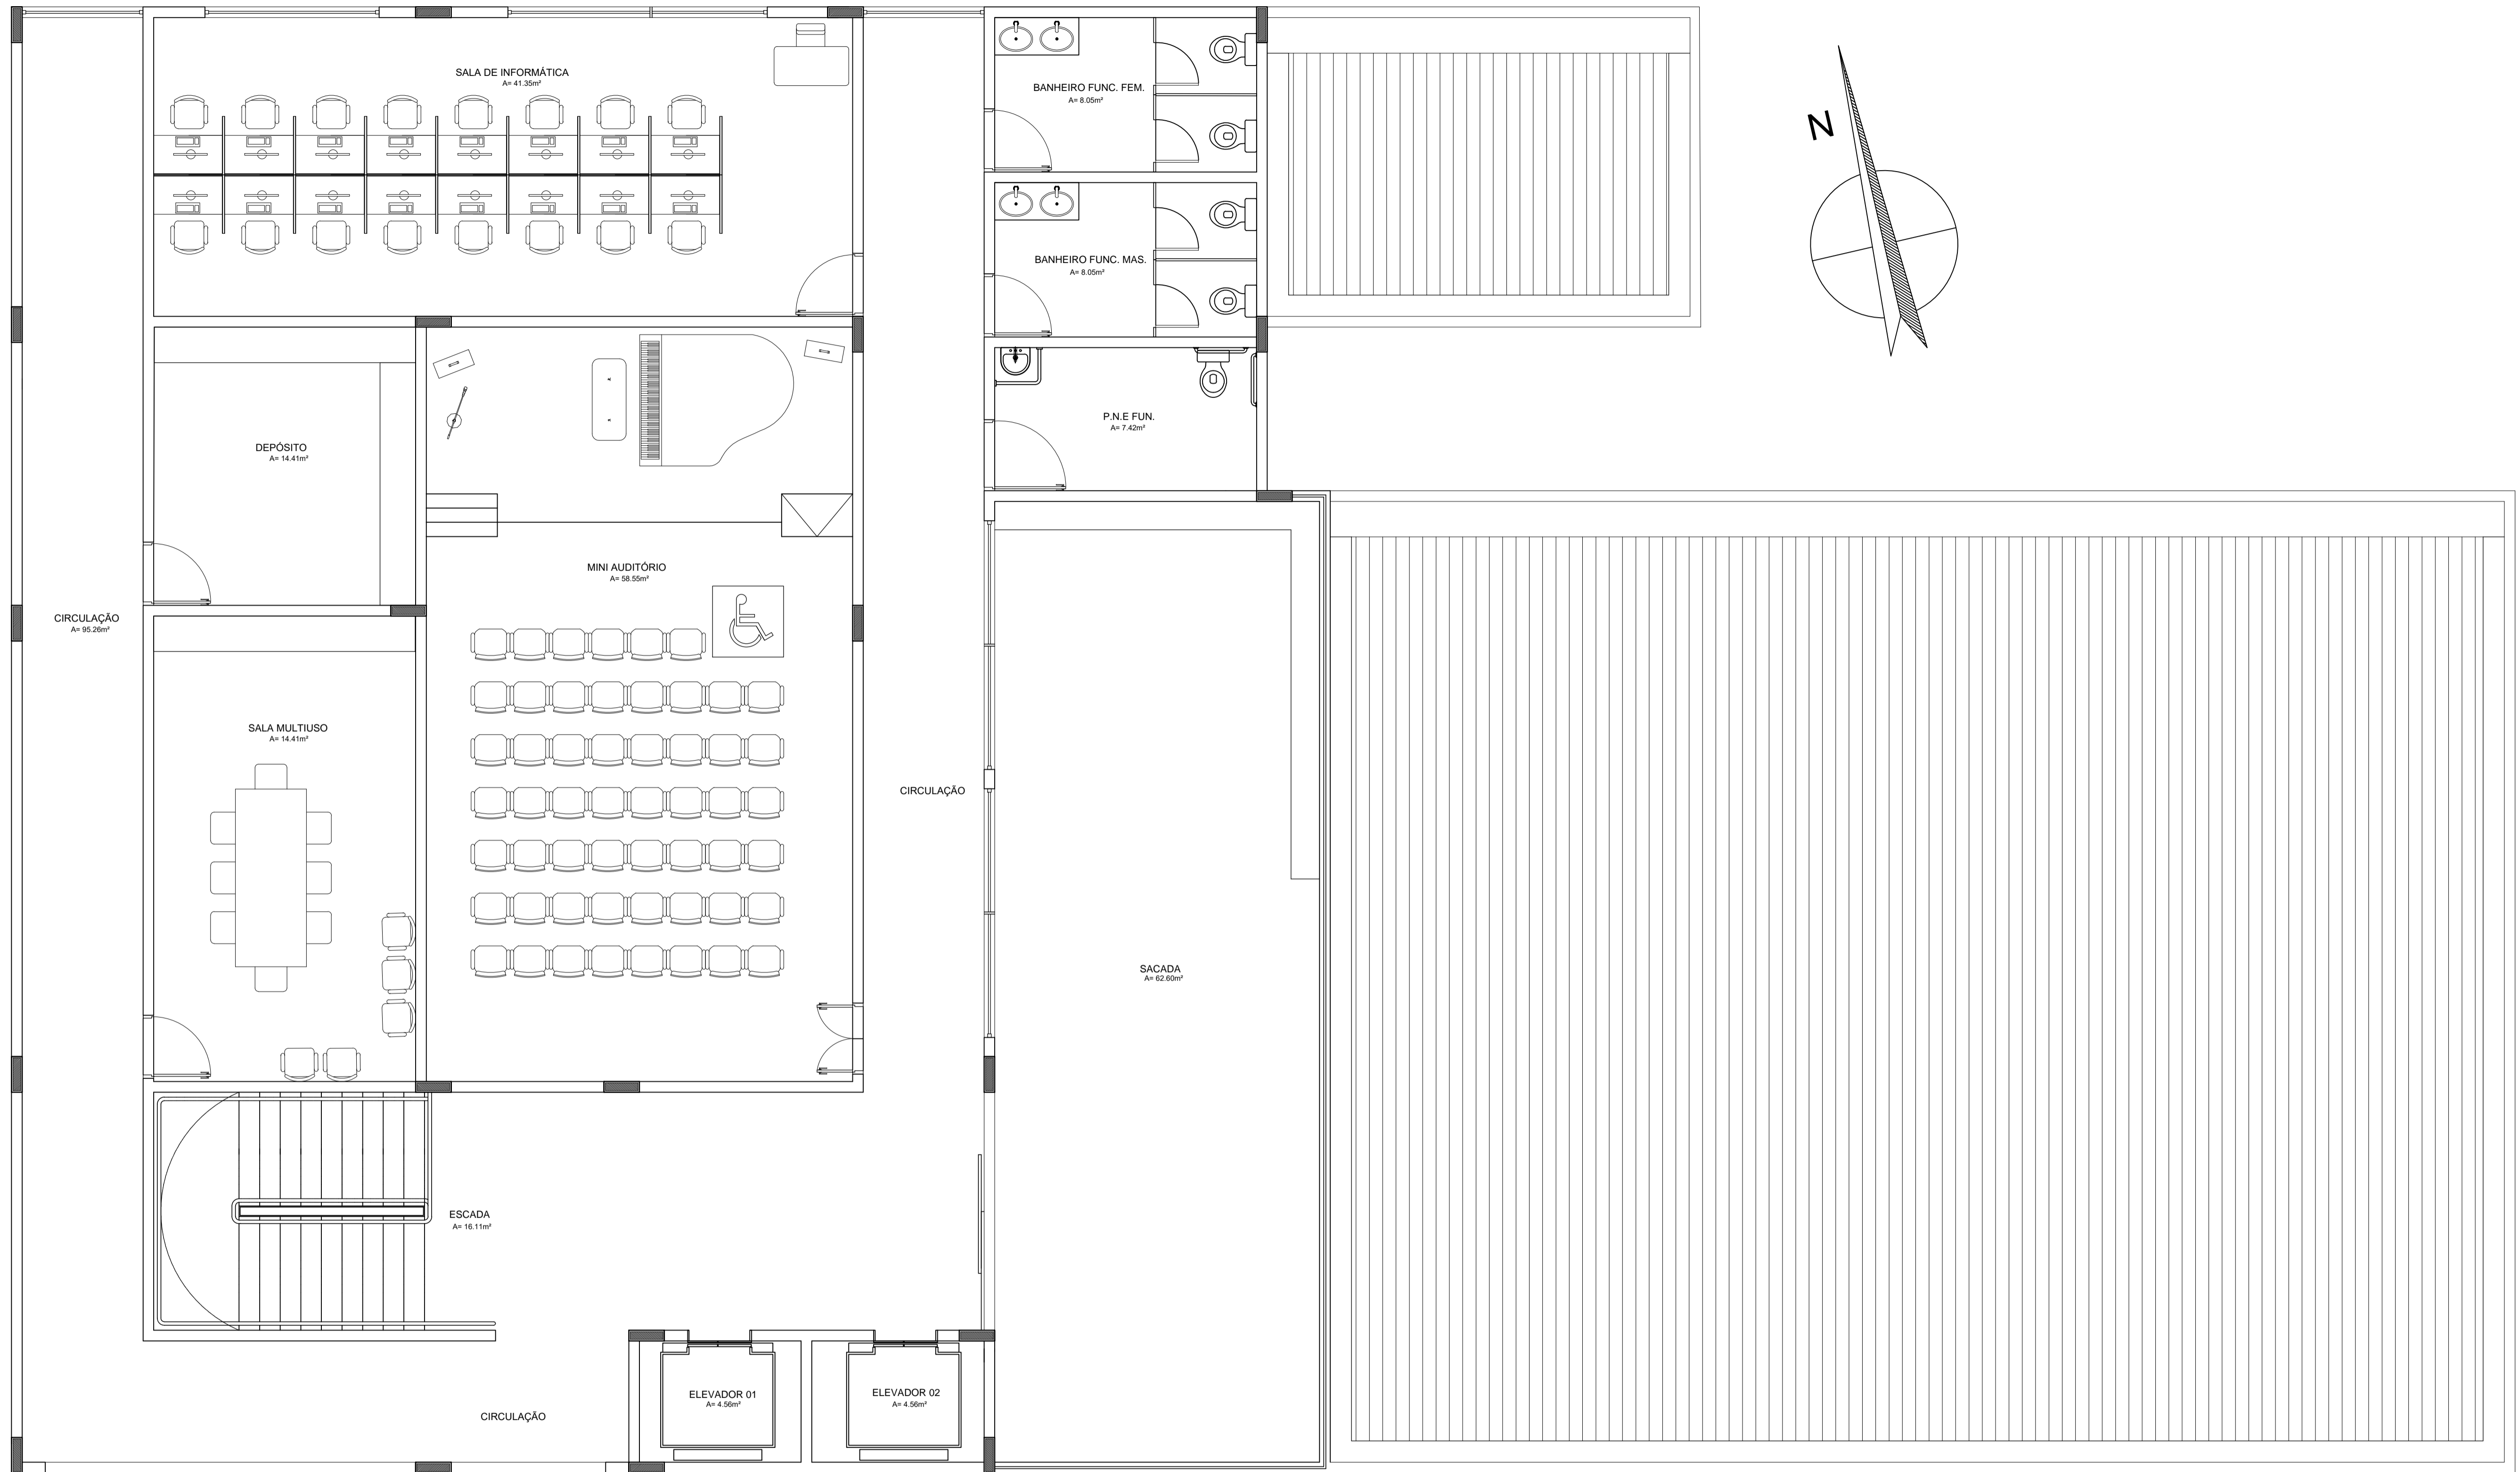 SALA DE INFORMÁTICA
A= 41.35m²
BANHEIRO FUNC. FEM.
A= 8.05m²
N
BANHEIRO FUNC. MAS.
A= 8.05m²
P.N.E FUN.
A= 7.42m²
DEPÓSITO
A= 14.41m²
MINI AUDITÓRIO
A= 58.55m²
CIRCULAÇÃO
A= 95.26m²
SALA MULTIUSO
A= 14.41m²
CIRCULAÇÃO
SACADA
A= 62.60m²
ESCADA
A= 16.11m²
ELEVADOR 01
A= 4.56m²
ELEVADOR 02
A= 4.56m²
CIRCULAÇÃO